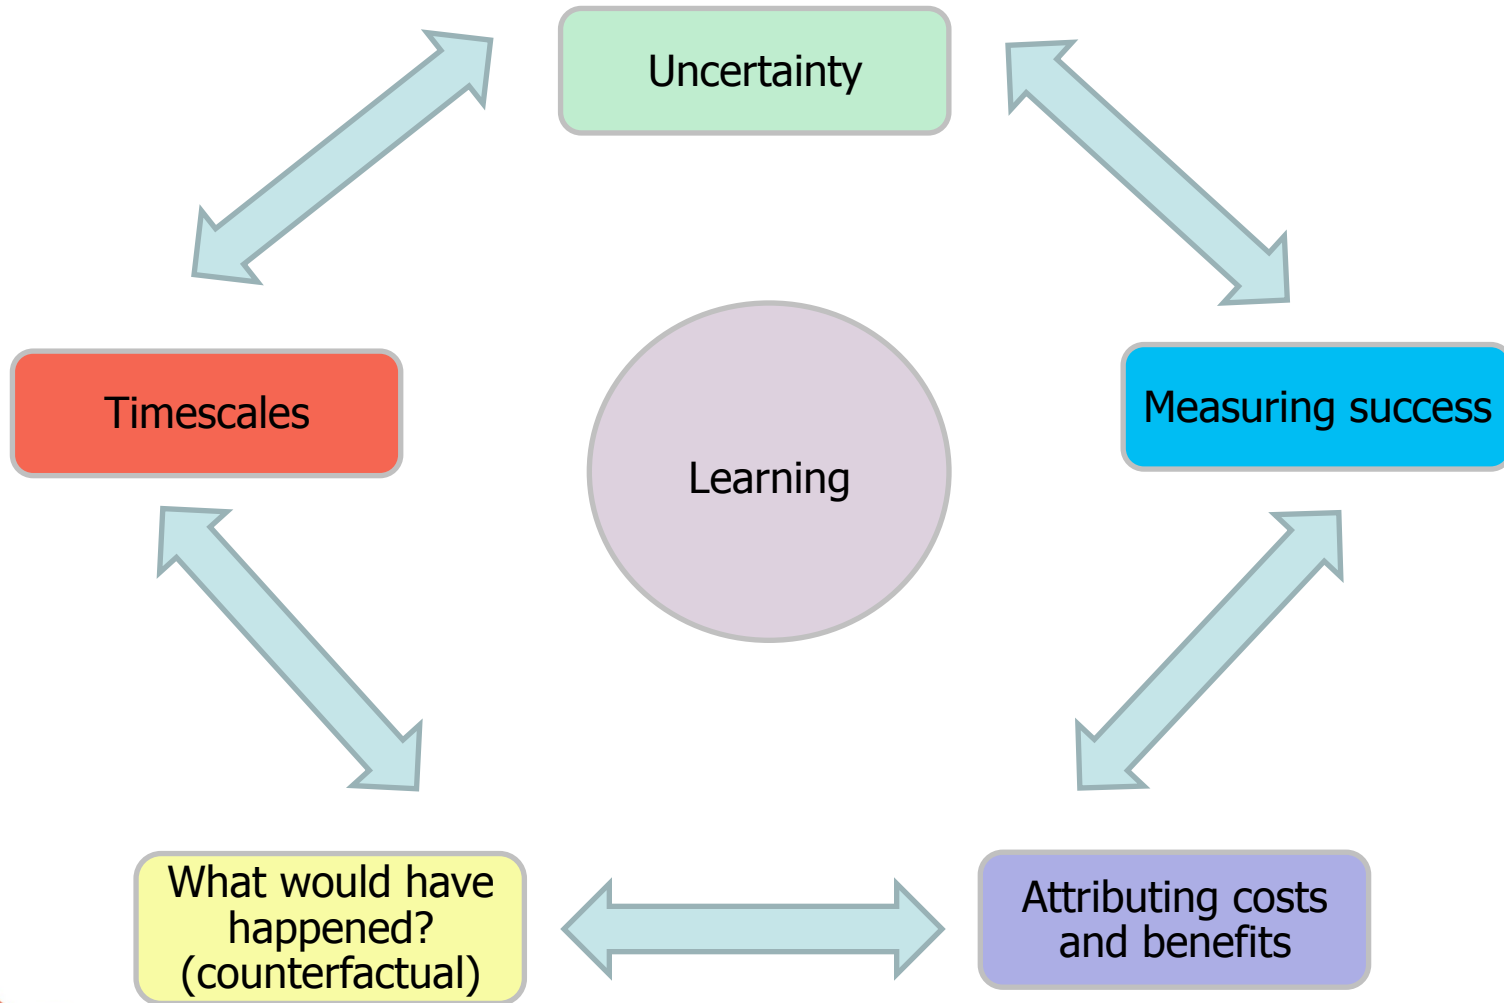 Uncertainty
Timescales
Measuring success
Learning
What would have
happened?
(counterfactual)
Attributing costs
and benefits